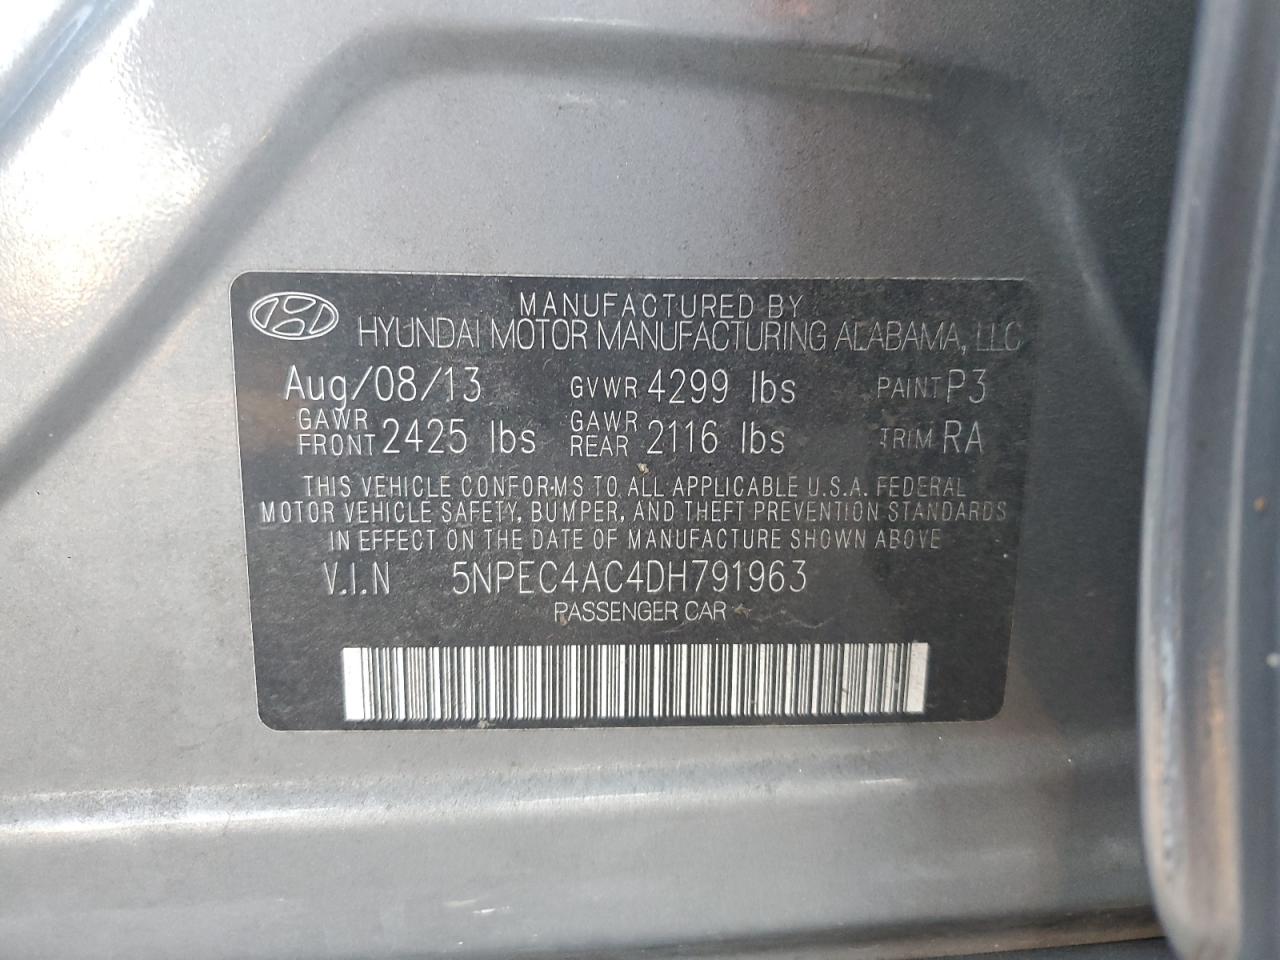 MANUFACTURED BY
HYUNDAI MOTOR MANUFACTURING ALABAMA, LLC
Aug/08/13 GVWR 4299 lbs PAINT P3
GAWR FRONT 2425 lbs GAWR REAR 2116 lbs TRIM RA
THIS VEHICLE CONFORMS TO ALL APPLICABLE U.S.A. FEDERAL
MOTOR VEHICLE SAFETY, BUMPER, AND THEFT PREVENTION STANDARDS
IN EFFECT ON THE DATE OF MANUFACTURE SHOWN ABOVE
V.I.N 5NPEC4AC4DH791963
PASSENGER CAR